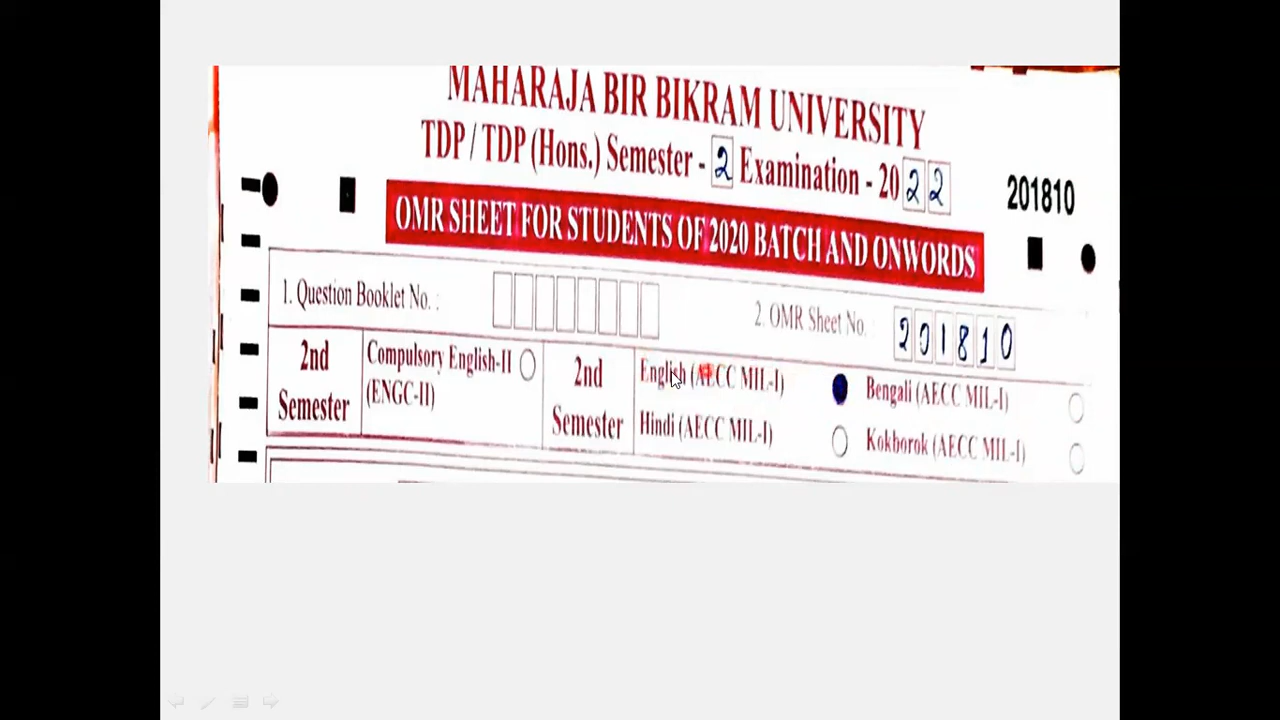 MAHARAJA BIR BIKRAM UNIVERSITY
TDP / TDP (Hons.) Semester - 2 Examination - 2022
201810
OMR SHEET FOR STUDENTS OF 2020 BATCH AND ONWORDS
1. Question Booklet No. :
2. OMR Sheet No. : 201810
2nd Semester
Compulsory English-II
(ENGC-II)
2nd Semester
English (AECC MIL-I)
Bengali (AECC MIL-I)
Hindi (AECC MIL-I)
Kokborok (AECC MIL-I)